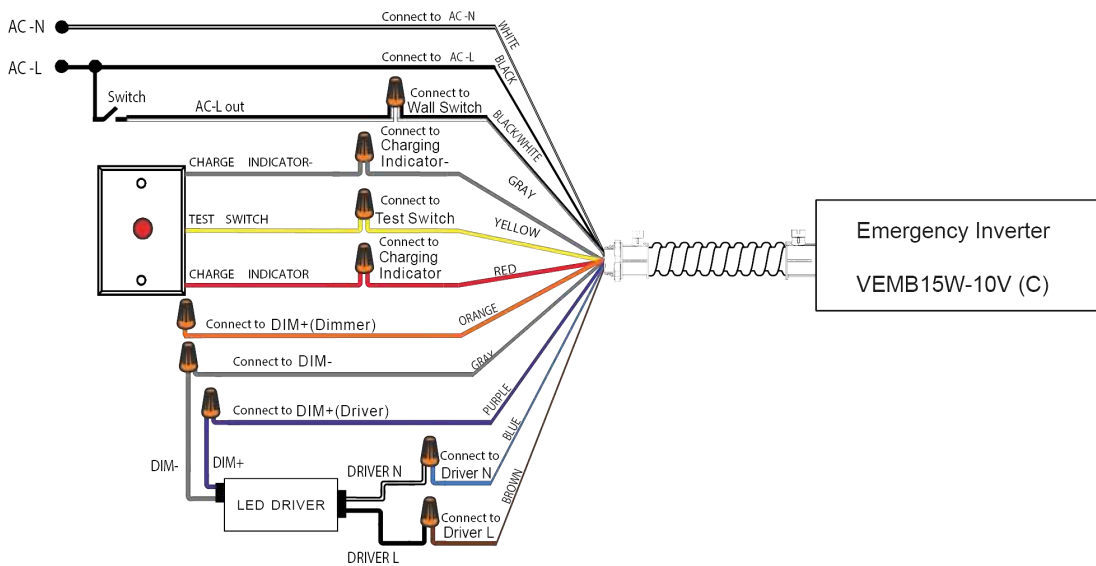 AC-N
Connect to AC-N
WHITE
AC-L
Connect to AC-L
BLACK
Switch
AC-L out
Connect to
Wall Switch
BLACK/WHITE
CHARGE INDICATOR-
Connect to
Charging
Indicator-
GRAY
TEST SWITCH
Connect to
Test Switch
YELLOW
CHARGE INDICATOR
Connect to
Charging
Indicator
RED
Emergency Inverter
VEMB15W-10V (C)
Connect to DIM+(Dimmer)
ORANGE
Connect to DIM-
GRAY
Connect to DIM+(Driver)
PURPLE
DIM-
DIM+
DRIVER N
Connect to
Driver N
BLUE
LED DRIVER
DRIVER L
Connect to
Driver L
BROWN